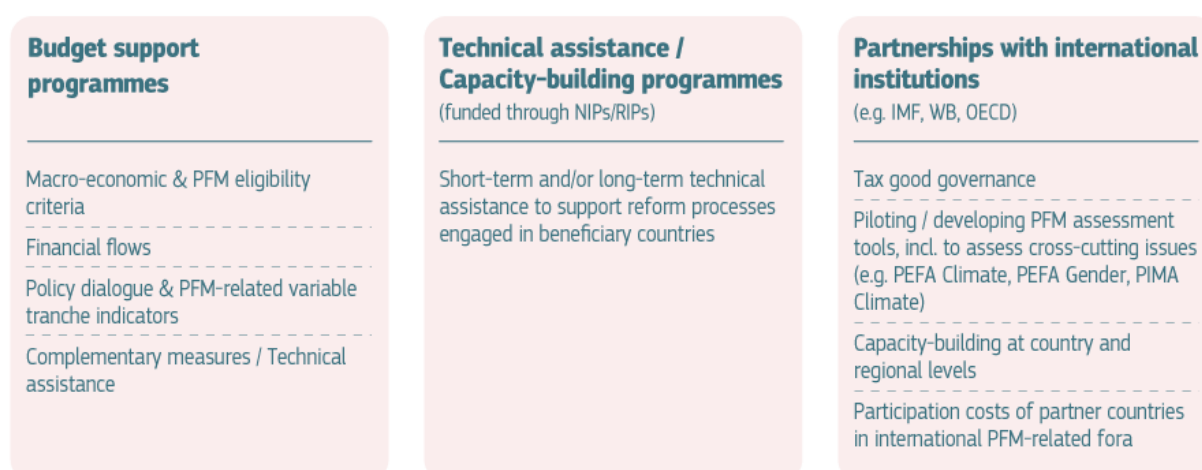 Budget support
programmes
Macro-economic & PFM eligibility
criteria
Financial flows
Policy dialogue & PFM-related variable
tranche indicators
Complementary measures / Technical
assistance
Technical assistance /
Capacity-building programmes
(funded through NIPs/RIPs)
Short-term and/or long-term technical
assistance to support reform processes
engaged in beneficiary countries
Partnerships with international
institutions
(e.g. IMF, WB, OECD)
Tax good governance
Piloting / developing PFM assessment
tools, incl. to assess cross-cutting issues
(e.g. PEFA Climate, PEFA Gender, PIMA
Climate)
Capacity-building at country and
regional levels
Participation costs of partner countries
in international PFM-related fora